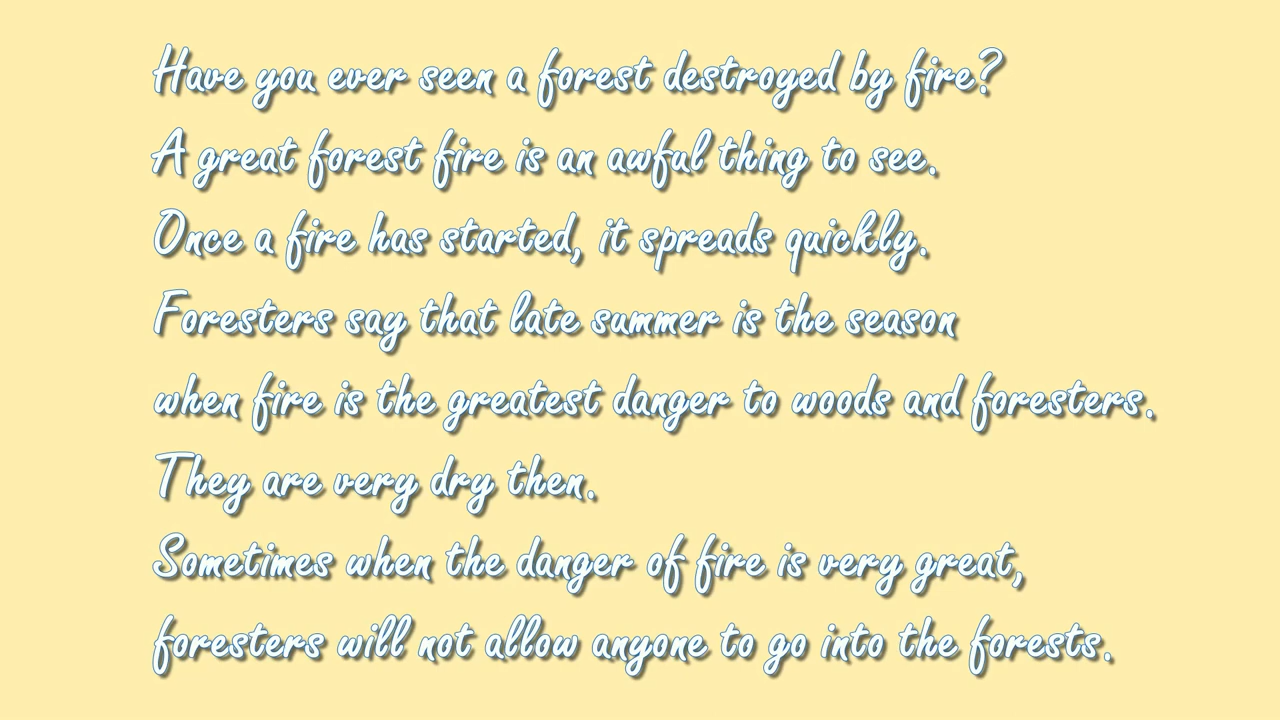 Have you ever seen a forest destroyed by fire?
A great forest fire is an awful thing to see.
Once a fire has started, it spreads quickly.
Foresters say that late summer is the season
when fire is the greatest danger to woods and foresters.
They are very dry then.
Sometimes when the danger of fire is very great,
foresters will not allow anyone to go into the forests.